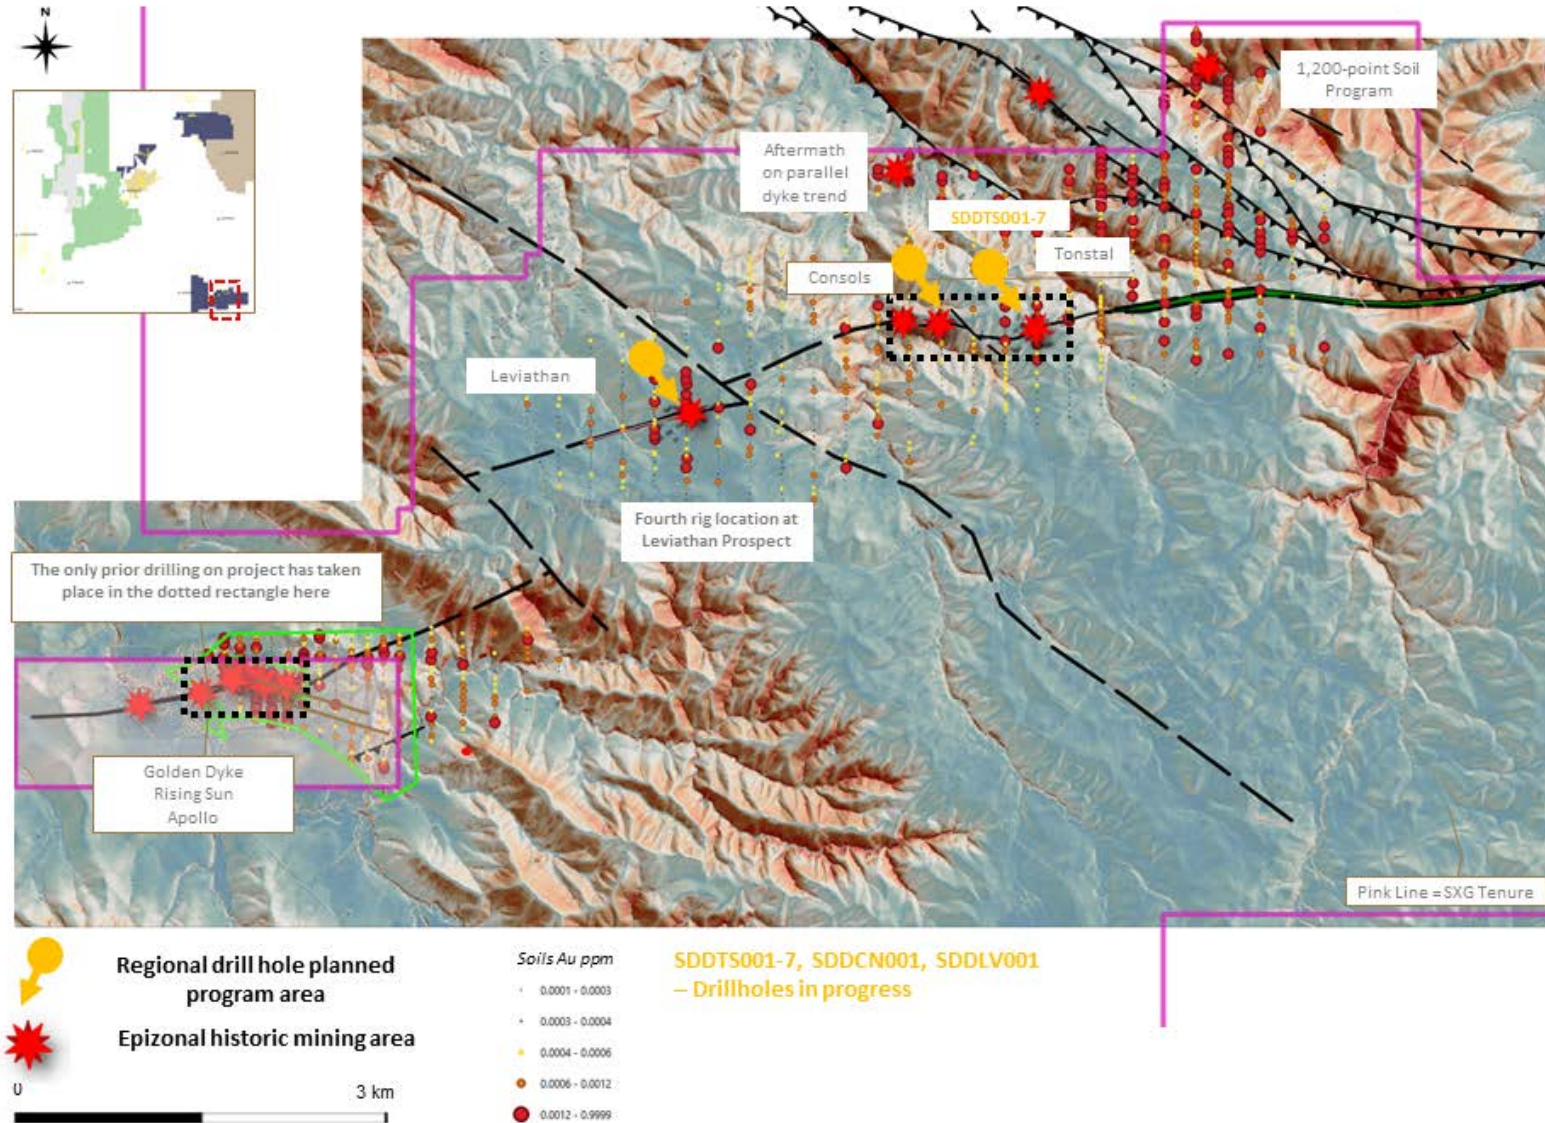 N
1,200-point Soil
Program
Aftermath
on parallel
dyke trend
SDDTS001-7
Tonstal
Consols
Leviathan
Fourth rig location at
Leviathan Prospect
The only prior drilling on project has taken
place in the dotted rectangle here
Golden Dyke
Rising Sun
Apollo
Pink Line = SXG Tenure
Regional drill hole planned
program area
Epizonal historic mining area
0 3 km
Soils Au ppm
0.0001 - 0.0003
0.0003 - 0.0004
0.0004 - 0.0006
0.0006 - 0.0012
0.0012 - 0.9999
SDDTS001-7, SDDCN001, SDDLV001
– Drillholes in progress